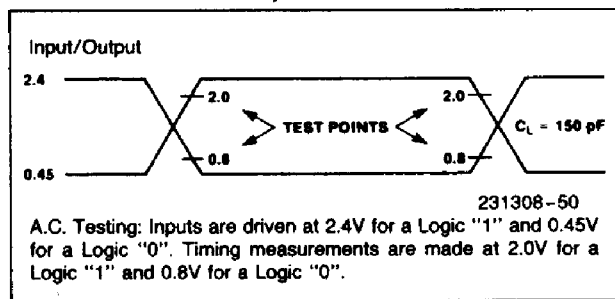 Input/Output
2.4
2.0
2.0
TEST POINTS
C_L = 150 pF
0.8
0.8
0.45
231308-50
A.C. Testing: Inputs are driven at 2.4V for a Logic "1" and 0.45V
for a Logic "0". Timing measurements are made at 2.0V for a
Logic "1" and 0.8V for a Logic "0".